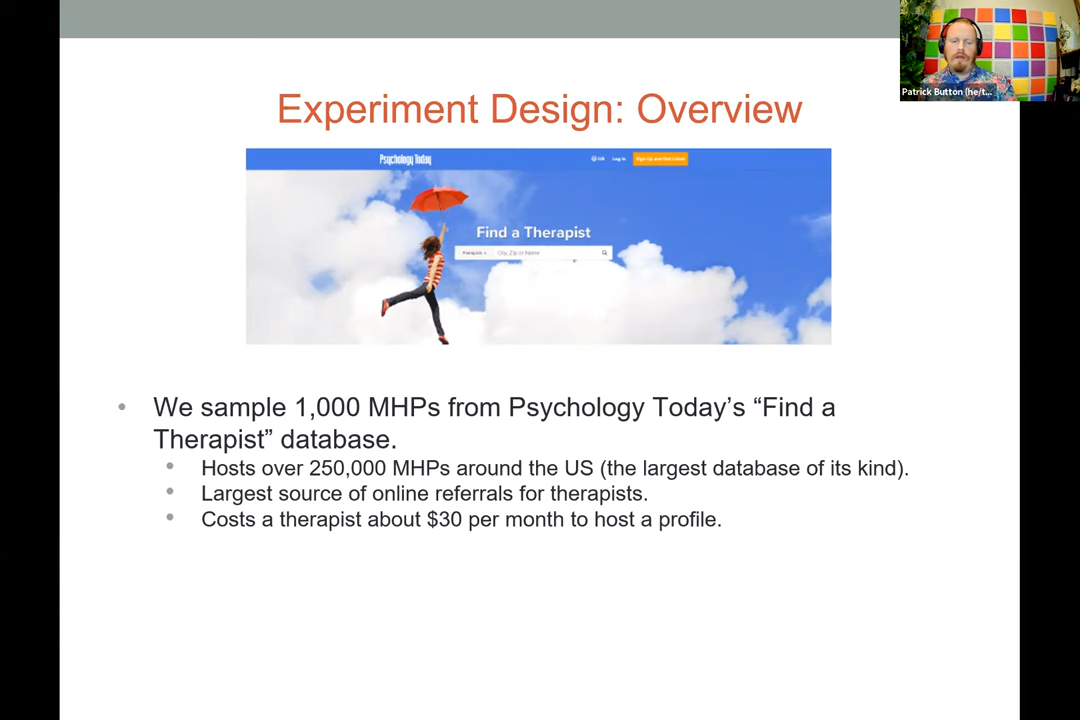 Patrick Button (he/t...
Experiment Design: Overview
Psychology Today
US Log In Sign Up and Get Listed
Find a Therapist
Therapists City, Zip or Name
• We sample 1,000 MHPs from Psychology Today’s “Find a
Therapist” database.
• Hosts over 250,000 MHPs around the US (the largest database of its kind).
• Largest source of online referrals for therapists.
• Costs a therapist about $30 per month to host a profile.